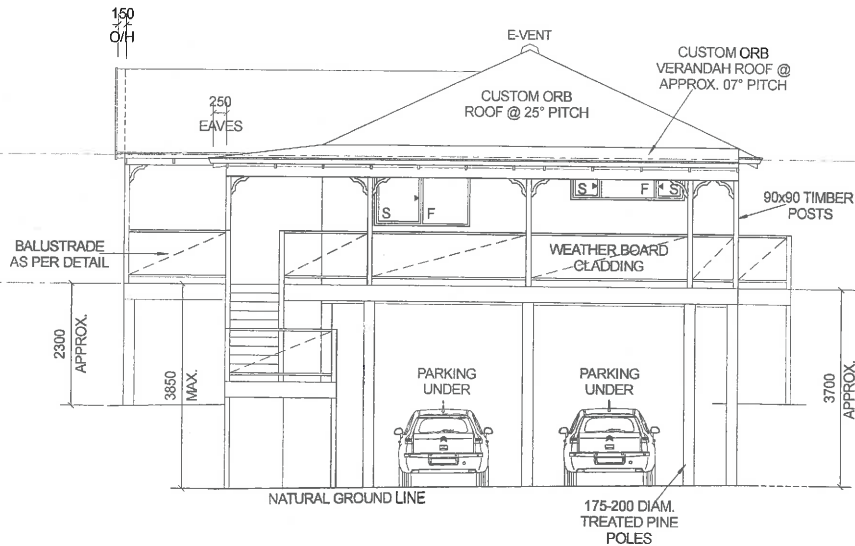 150
O/H
E-VENT
CUSTOM ORB
VERANDAH ROOF @
APPROX. 07° PITCH
250
EAVES
CUSTOM ORB
ROOF @ 25° PITCH
S
F
S
F
S
90x90 TIMBER
POSTS
BALUSTRADE
AS PER DETAIL
WEATHER BOARD
CLADDING
2300
APPROX.
3850
MAX.
PARKING
UNDER
PARKING
UNDER
3700
APPROX.
NATURAL GROUND LINE
175-200 DIAM.
TREATED PINE
POLES